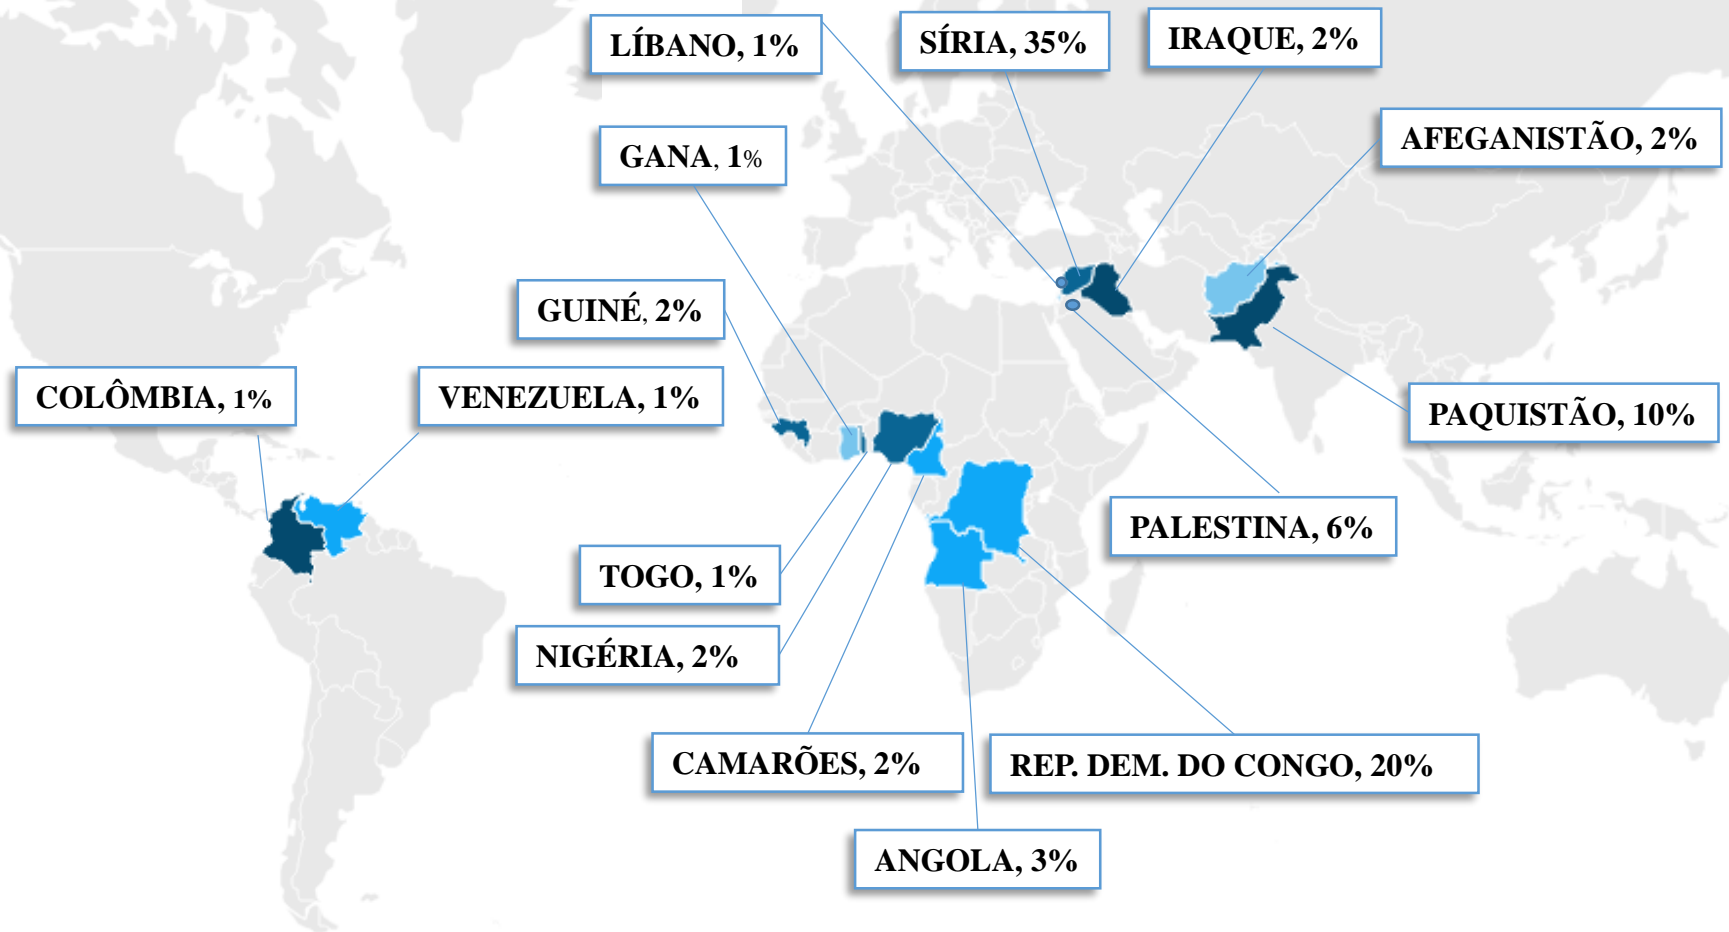 LÍBANO, 1%
SÍRIA, 35%
IRAQUE, 2%
AFEGANISTÃO, 2%
GANA, 1%
GUINÉ, 2%
COLÔMBIA, 1%
VENEZUELA, 1%
PAQUISTÃO, 10%
PALESTINA, 6%
TOGO, 1%
NIGÉRIA, 2%
CAMARÕES, 2%
REP. DEM. DO CONGO, 20%
ANGOLA, 3%